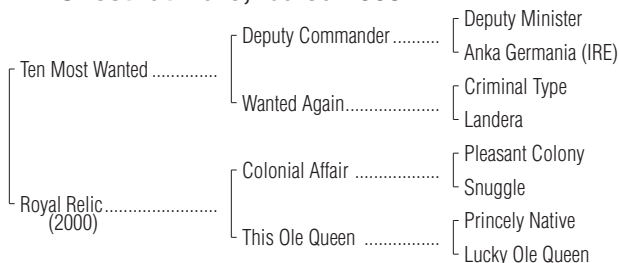 Deputy Minister
Deputy Commander ..........
Anka Germania (IRE)
Ten Most Wanted .............
Criminal Type
Wanted Again....................
Landera
Pleasant Colony
Colonial Affair ..................
Snuggle
Royal Relic......................
(2000)
Princely Native
This Ole Queen ................
Lucky Ole Queen